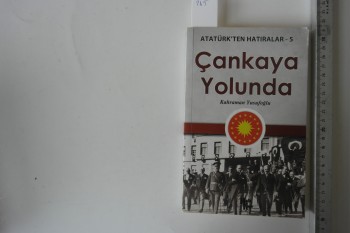 ATATÜRK'TEN HATIRALAR - 5
Çankaya
Yolunda
Kahraman Yusufoğlu